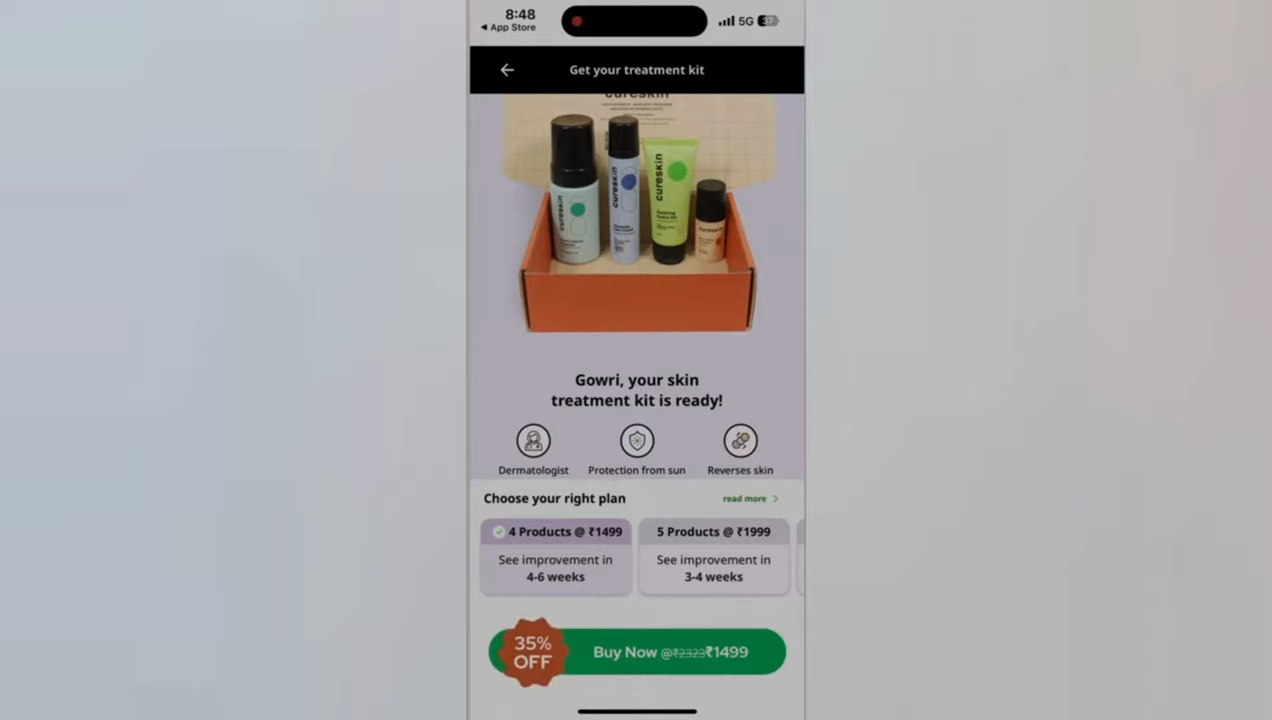 8:48
5G 37
◀ App Store
Get your treatment kit
cureskin
cureskin
cureskin
cureskin
cureskin
Gowri, your skin
treatment kit is ready!
Dermatologist
Protection from sun
Reverses skin
Choose your right plan
read more >
4 Products @ ₹1499
See improvement in
4-6 weeks
5 Products @ ₹1999
See improvement in
3-4 weeks
35%
OFF
Buy Now @₹2323₹1499